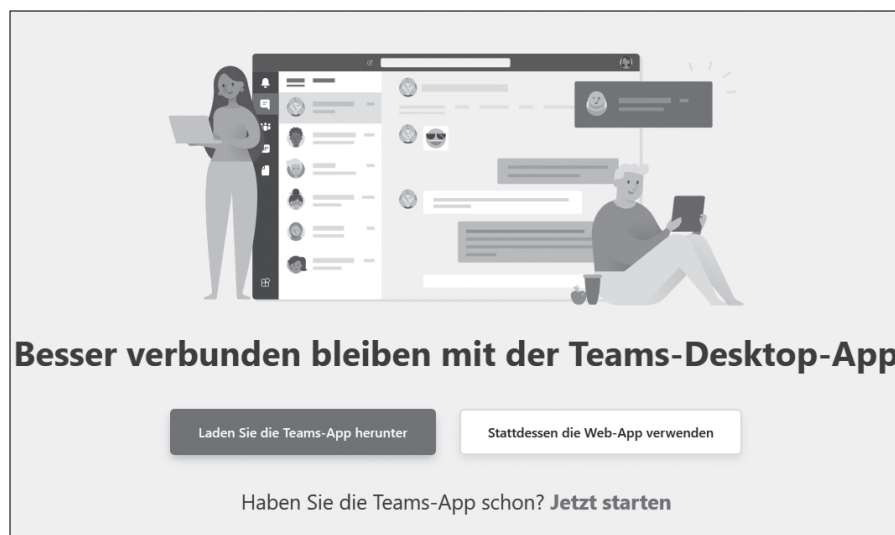 Besser verbunden bleiben mit der Teams-Desktop-App
Laden Sie die Teams-App herunter
Stattdessen die Web-App verwenden
Haben Sie die Teams-App schon? Jetzt starten